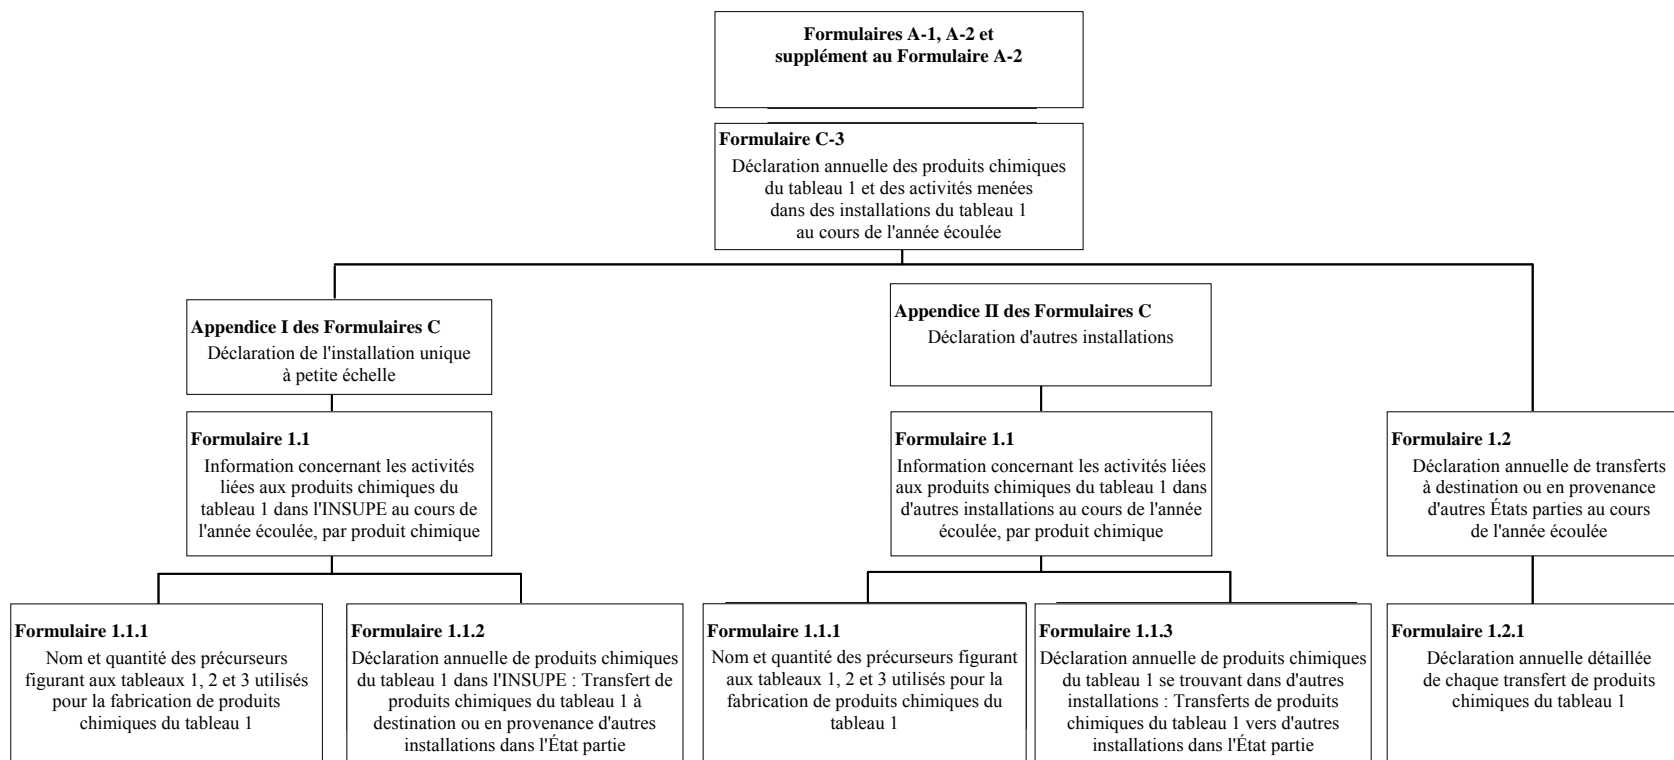 Formulaires A-1, A-2 et
supplément au Formulaire A-2
Formulaire C-3
Déclaration annuelle des produits chimiques
du tableau 1 et des activités menées
dans des installations du tableau 1
au cours de l'année écoulée
Appendice I des Formulaires C
Déclaration de l'installation unique
à petite échelle
Appendice II des Formulaires C
Déclaration d'autres installations
Formulaire 1.1
Information concernant les activités
liées aux produits chimiques du
tableau 1 dans l'INSUPE au cours de
l'année écoulée, par produit chimique
Formulaire 1.1
Information concernant les activités liées
aux produits chimiques du tableau 1 dans
d'autres installations au cours de l'année
écoulée, par produit chimique
Formulaire 1.2
Déclaration annuelle de transferts
à destination ou en provenance
d'autres États parties au cours
de l'année écoulée
Formulaire 1.1.1
Nom et quantité des précurseurs
figurant aux tableaux 1, 2 et 3 utilisés
pour la fabrication de produits
chimiques du tableau 1
Formulaire 1.1.2
Déclaration annuelle de produits chimiques
du tableau 1 dans l'INSUPE : Transfert de
produits chimiques du tableau 1 à
destination ou en provenance d'autres
installations dans l'État partie
Formulaire 1.1.1
Nom et quantité des précurseurs figurant
aux tableaux 1, 2 et 3 utilisés pour la
fabrication de produits chimiques du
tableau 1
Formulaire 1.1.3
Déclaration annuelle de produits chimiques
du tableau 1 se trouvant dans d'autres
installations : Transferts de produits
chimiques du tableau 1 vers d'autres
installations dans l'État partie
Formulaire 1.2.1
Déclaration annuelle détaillée
de chaque transfert de produits
chimiques du tableau 1